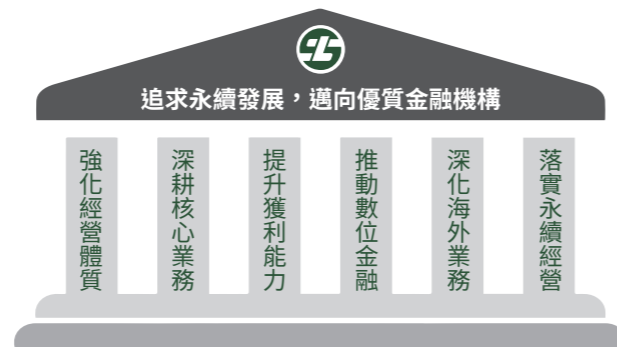 追求永續發展，邁向優質金融機構
強化經營體質
深耕核心業務
提升獲利能力
推動數位金融
深化海外業務
落實永續經營